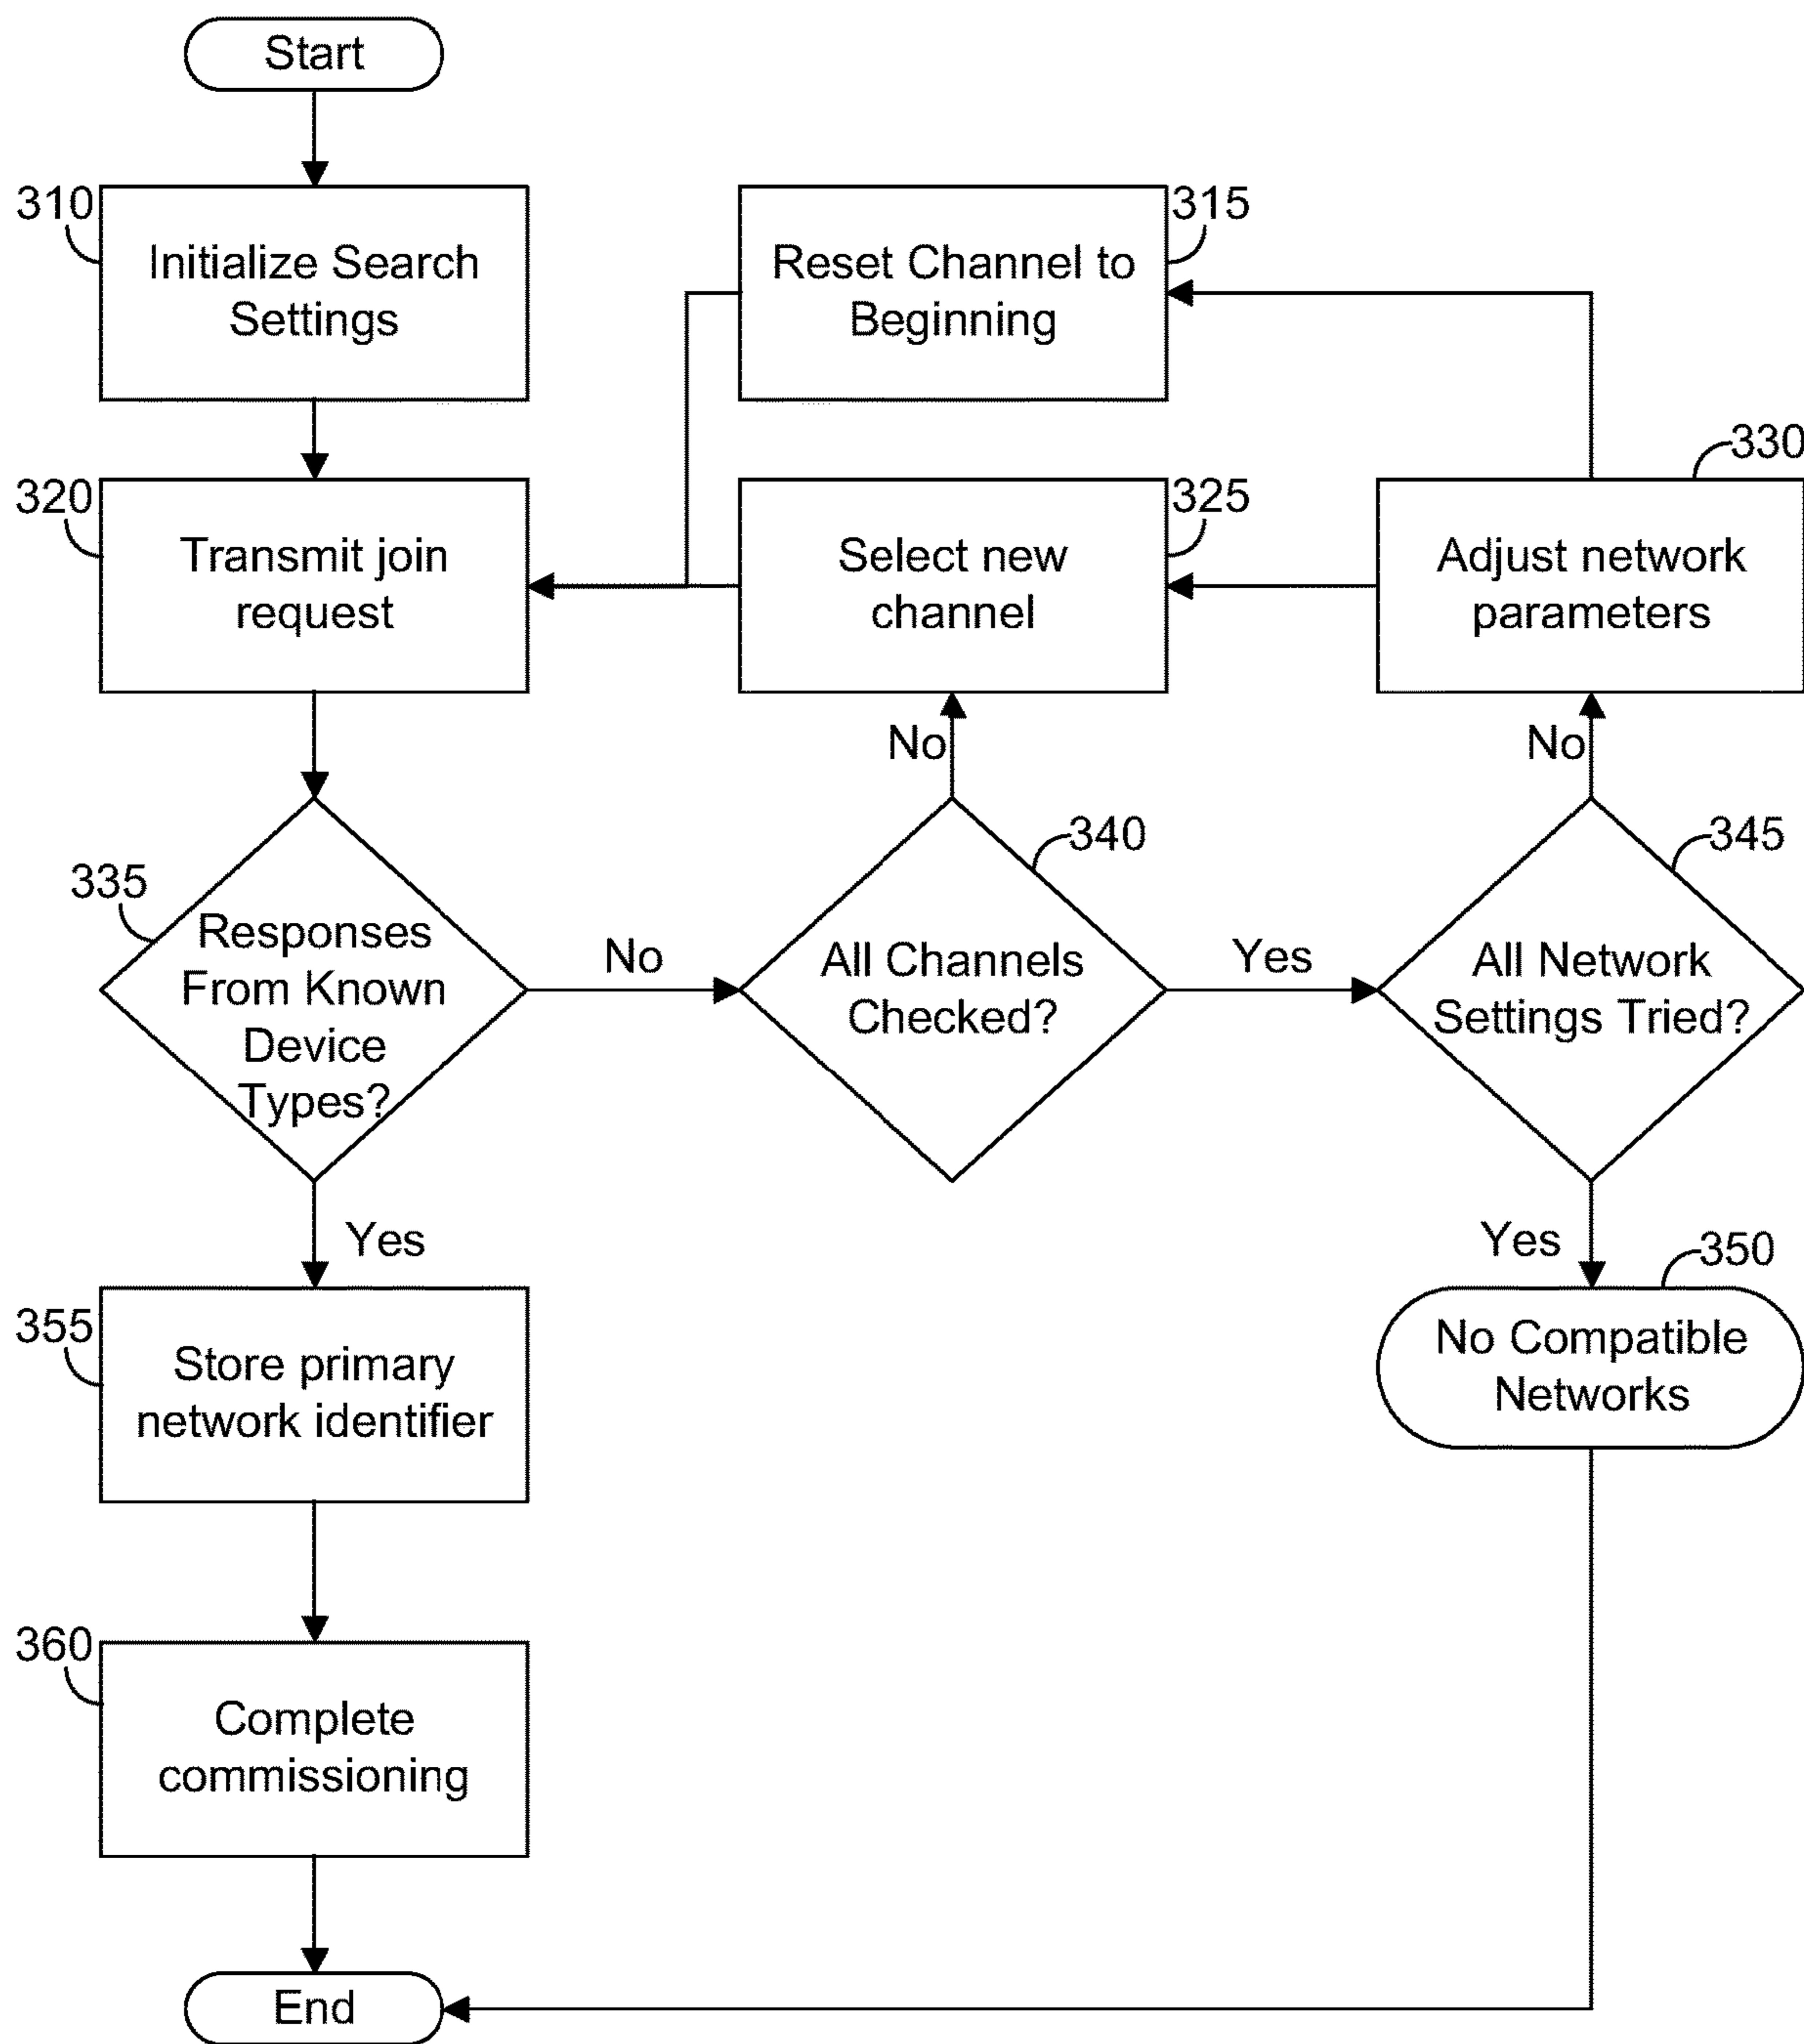 Start
310
Initialize Search
Settings
315
Reset Channel to
Beginning
320
Transmit join
request
325
Select new
channel
330
Adjust network
parameters
No
No
335
Responses
From Known
Device
Types?
No
340
All Channels
Checked?
Yes
345
All Network
Settings Tried?
Yes
Yes
350
No Compatible
Networks
355
Store primary
network identifier
360
Complete
commissioning
End